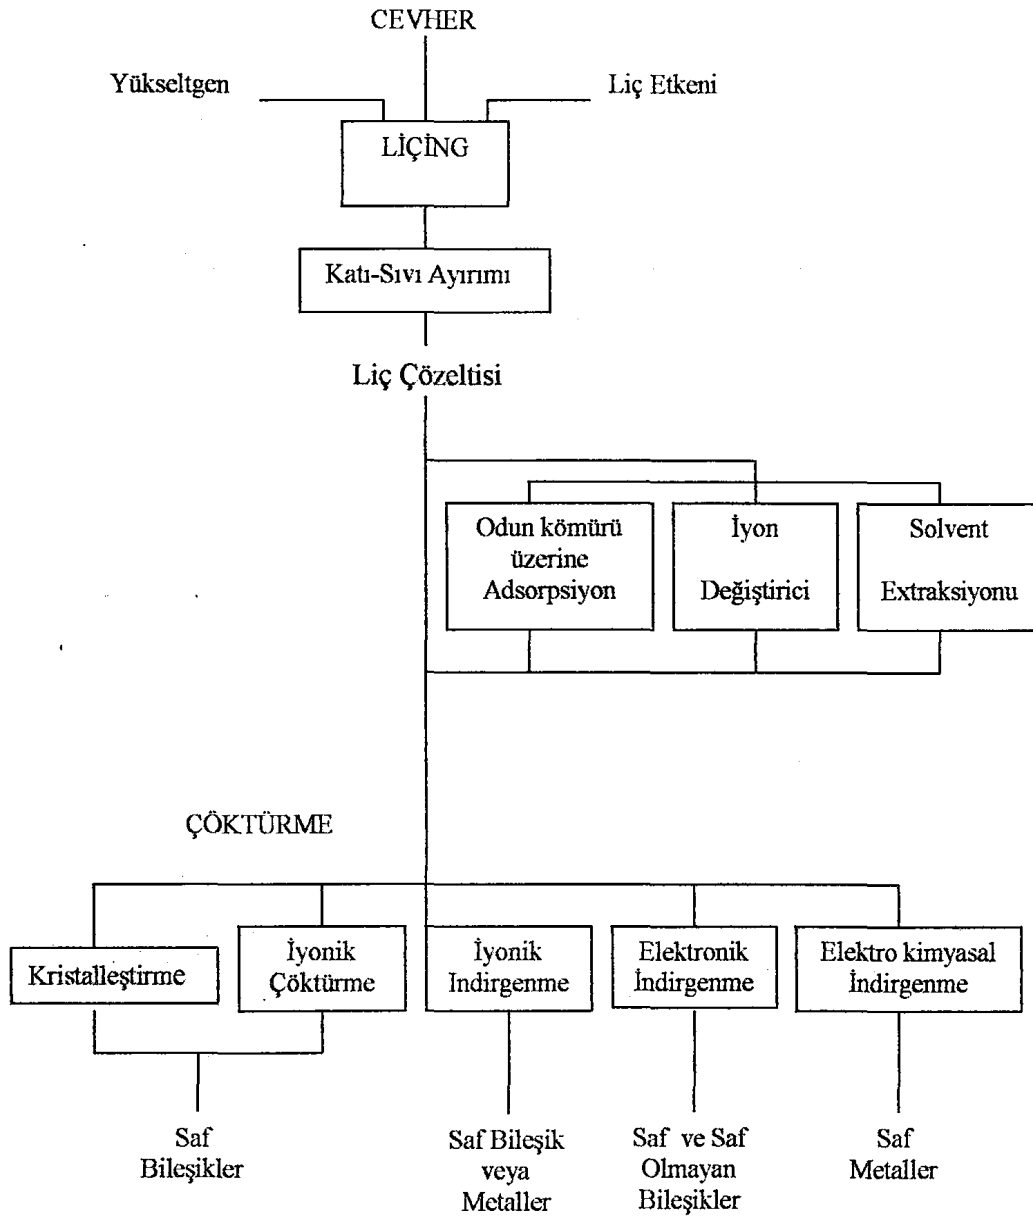 CEVHER
Yükseltgen
Liç Etkeni
LİÇİNG
Katı-Sıvı Ayırımı
Liç Çözeltisi
Odun kömürü
üzerine
Adsorpsiyon
İyon
Değiştirici
Solvent
Extraksiyonu
ÇÖKTÜRME
Kristalleştirme
İyonik
Çöktürme
İyonik
Indirgenme
Elektronik
İndirgenme
Elektro kimyasal
İndirgenme
Saf
Bileşikler
Saf Bileşik
veya
Metaller
Saf ve Saf
Olmayan
Bileşikler
Saf
Metaller